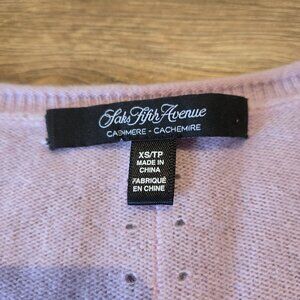 Saks Fifth Avenue
CASHMERE - CACHEMIRE
XS/TP
MADE IN
CHINA
FABRIQUÉ
EN CHINE